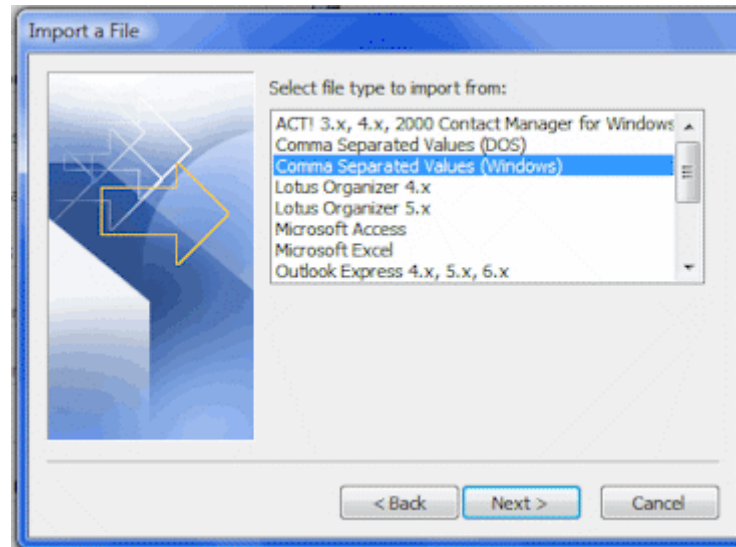 Import a File
Select file type to import from:
ACT! 3.x, 4.x, 2000 Contact Manager for Windows
Comma Separated Values (DOS)
Comma Separated Values (Windows)
Lotus Organizer 4.x
Lotus Organizer 5.x
Microsoft Access
Microsoft Excel
Outlook Express 4.x, 5.x, 6.x
< Back Next > Cancel